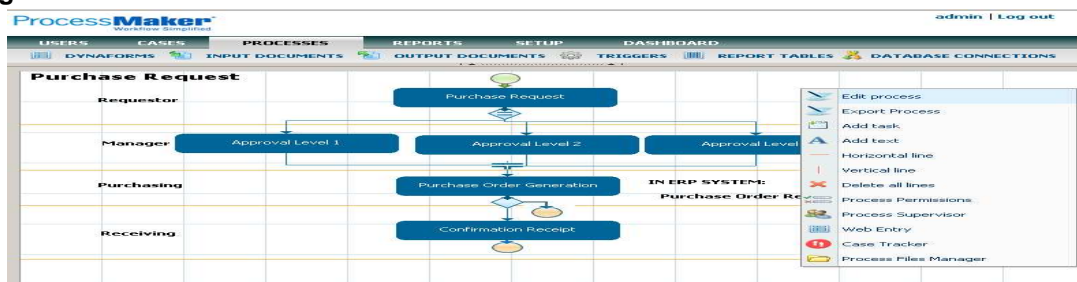 ProcessMaker
Workflow Simplified
admin | Log out
USERS CASES PROCESSES REPORTS SETUP DASHBOARD
DYNAFORMS INPUT DOCUMENTS OUTPUT DOCUMENTS TRIGGERS REPORT TABLES DATABASE CONNECTIONS
Purchase Request
Requestor
Purchase Request
Manager
Approval Level 1
Approval Level 2
Approval Level
Purchasing
Purchase Order Generation
IN ERP SYSTEM:
Purchase Order Re
Receiving
Confirmation Receipt
Edit process
Export Process
Add task
Add text
Horizontal line
Vertical line
Delete all lines
Process Permissions
Process Supervisor
Web Entry
Case Tracker
Process Files Manager